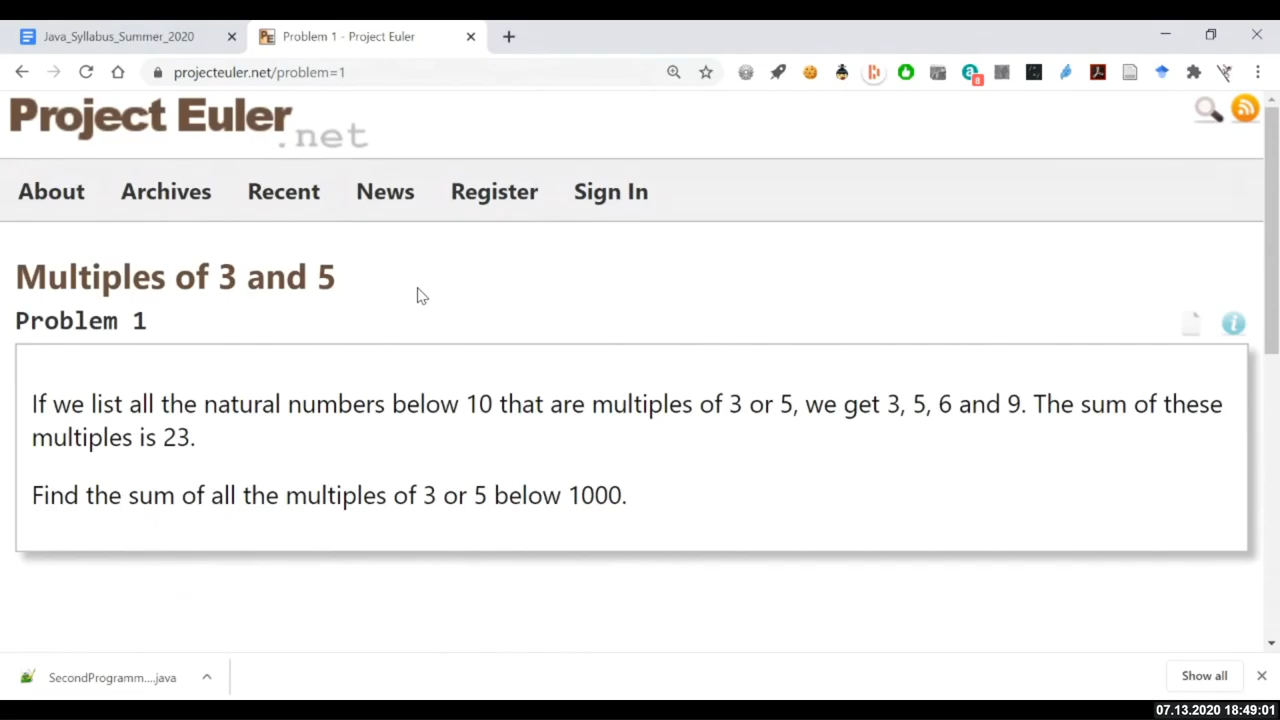 Java_Syllabus_Summer_2020
Problem 1 - Project Euler
projecteuler.net/problem=1
8
Project Euler
.net
About Archives Recent News Register Sign In
Multiples of 3 and 5
Problem 1
If we list all the natural numbers below 10 that are multiples of 3 or 5, we get 3, 5, 6 and 9. The sum of these
multiples is 23.
Find the sum of all the multiples of 3 or 5 below 1000.
SecondProgramm....java
Show all
07.13.2020 18:49:01